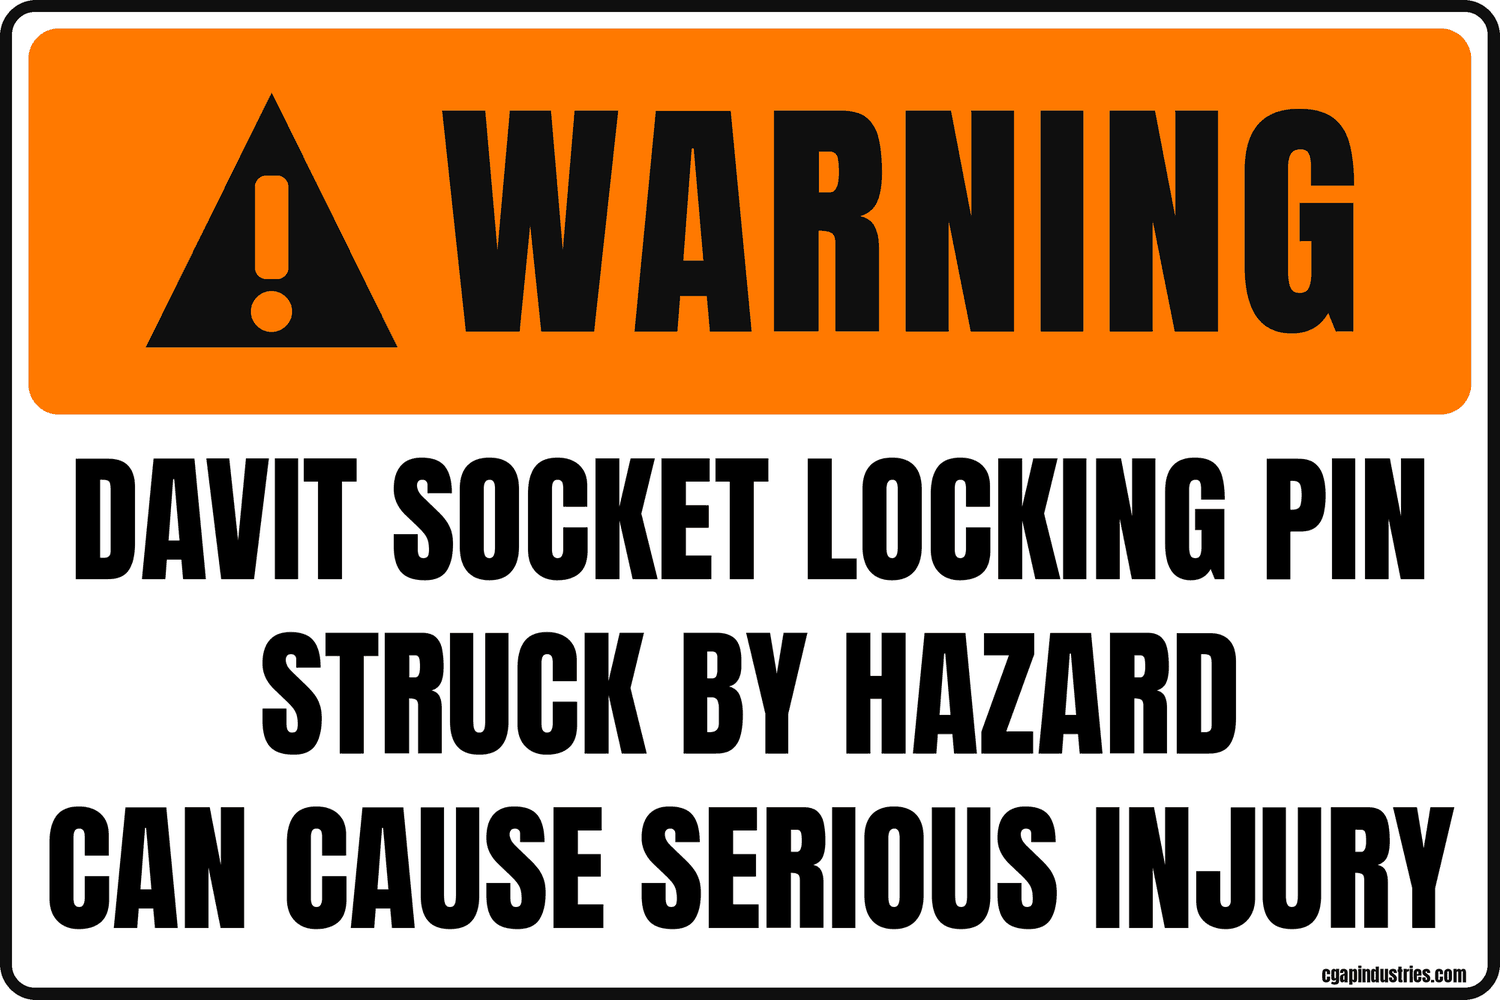 WARNING
DAVIT SOCKET LOCKING PIN
STRUCK BY HAZARD
CAN CAUSE SERIOUS INJURY
cgapindustries.com